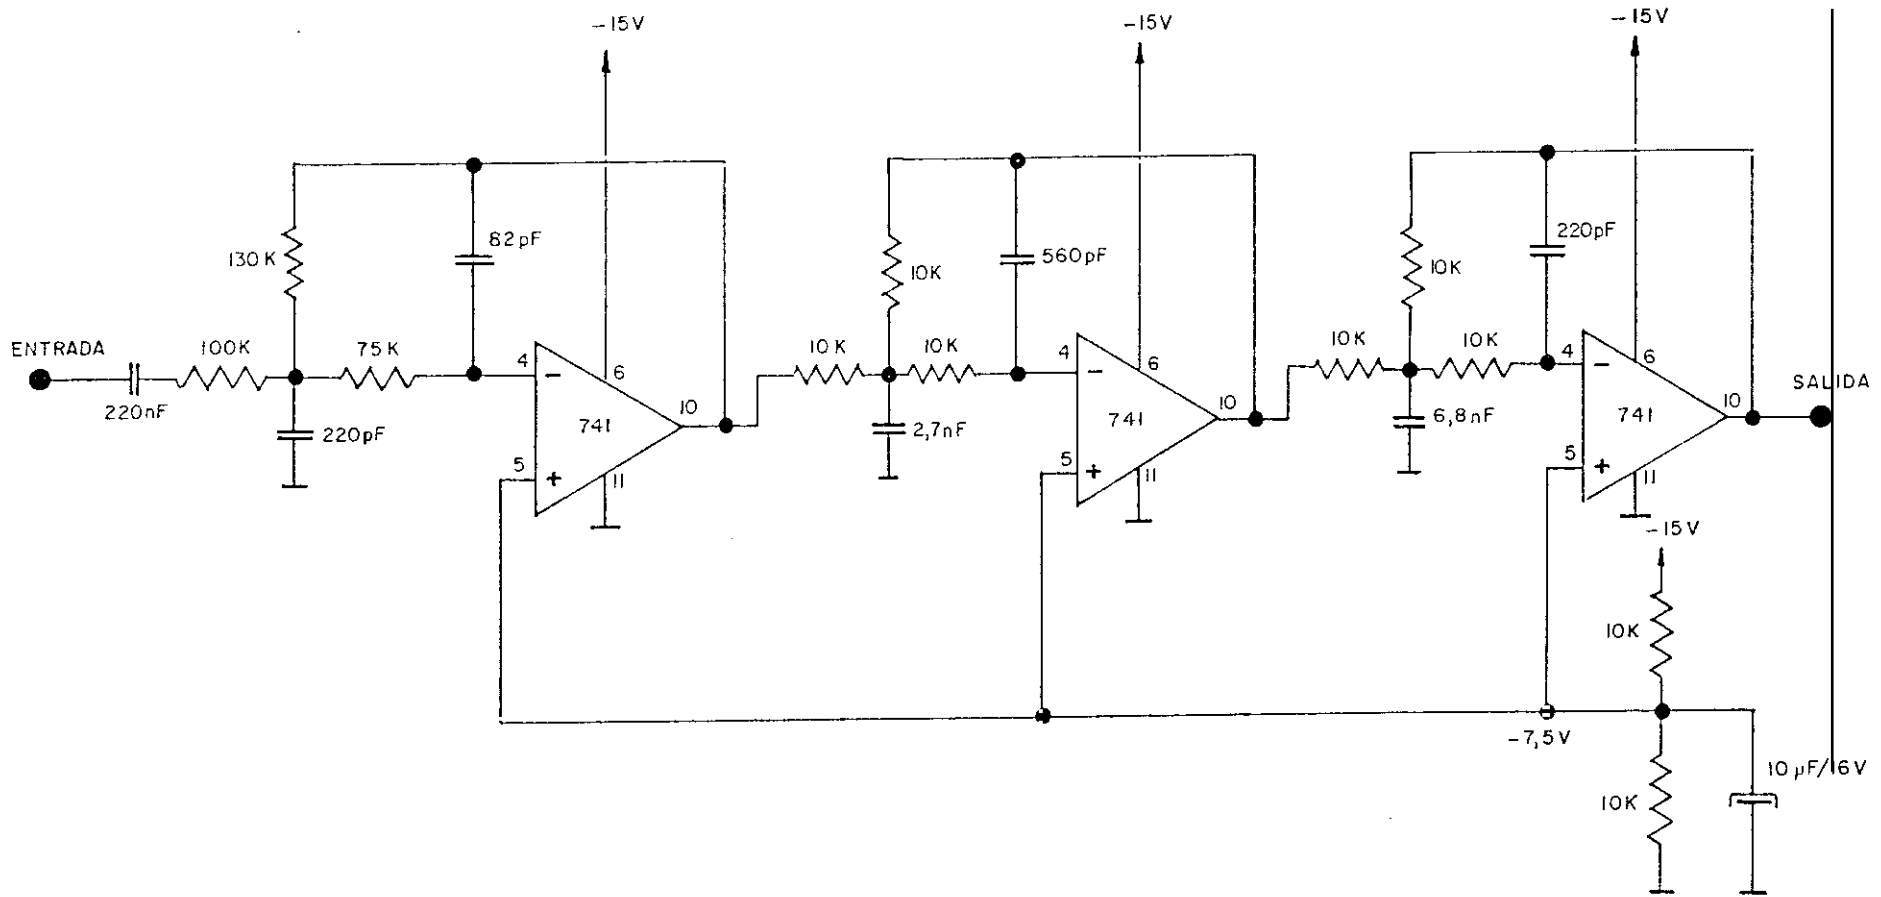 -15V
-15V
-15V
130K
82pF
10K
560pF
10K
220pF
ENTRADA
220nF
100K
75K
220pF
4
5
6
10
11
741
-
+
10K
10K
2,7nF
4
5
6
10
11
741
-
+
10K
10K
6,8nF
4
5
6
10
11
741
-
+
SALIDA
-15V
10K
-7,5V
10K
10µF/16V